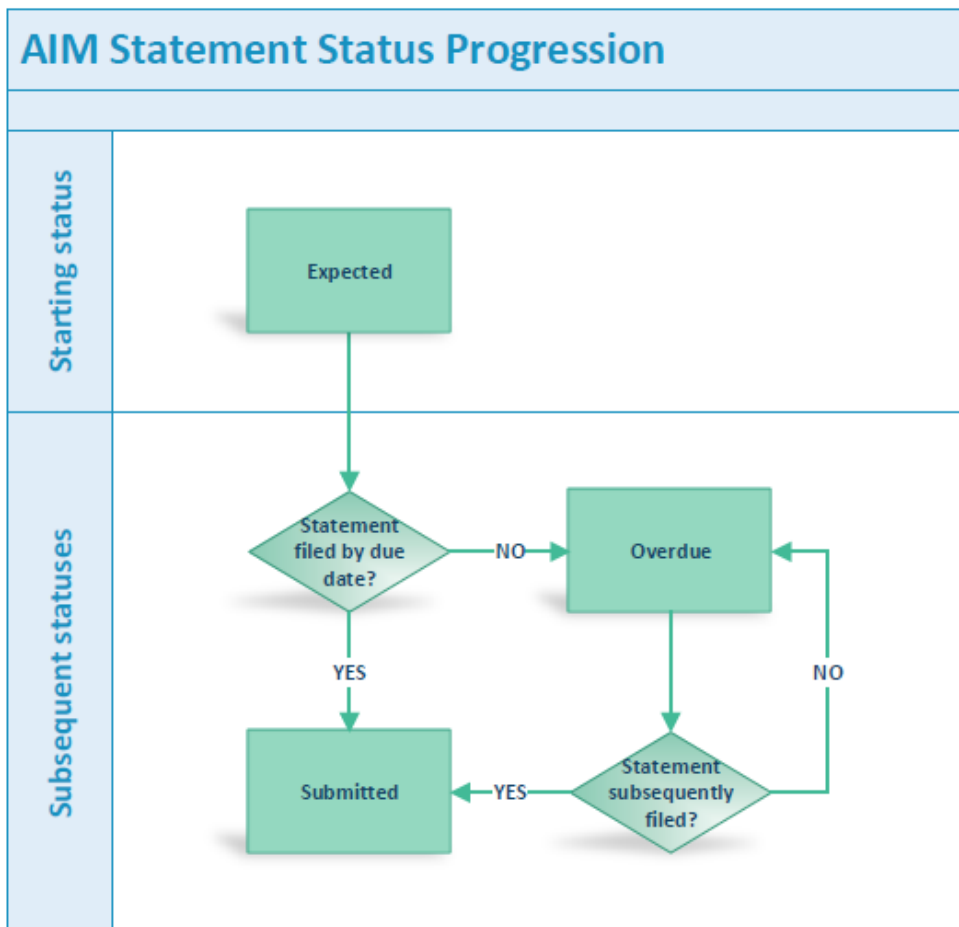 AIM Statement Status Progression
Starting status
Expected
Subsequent statuses
Statement
filed by due
date?
NO
Overdue
YES
NO
Submitted
YES
Statement
subsequently
filed?